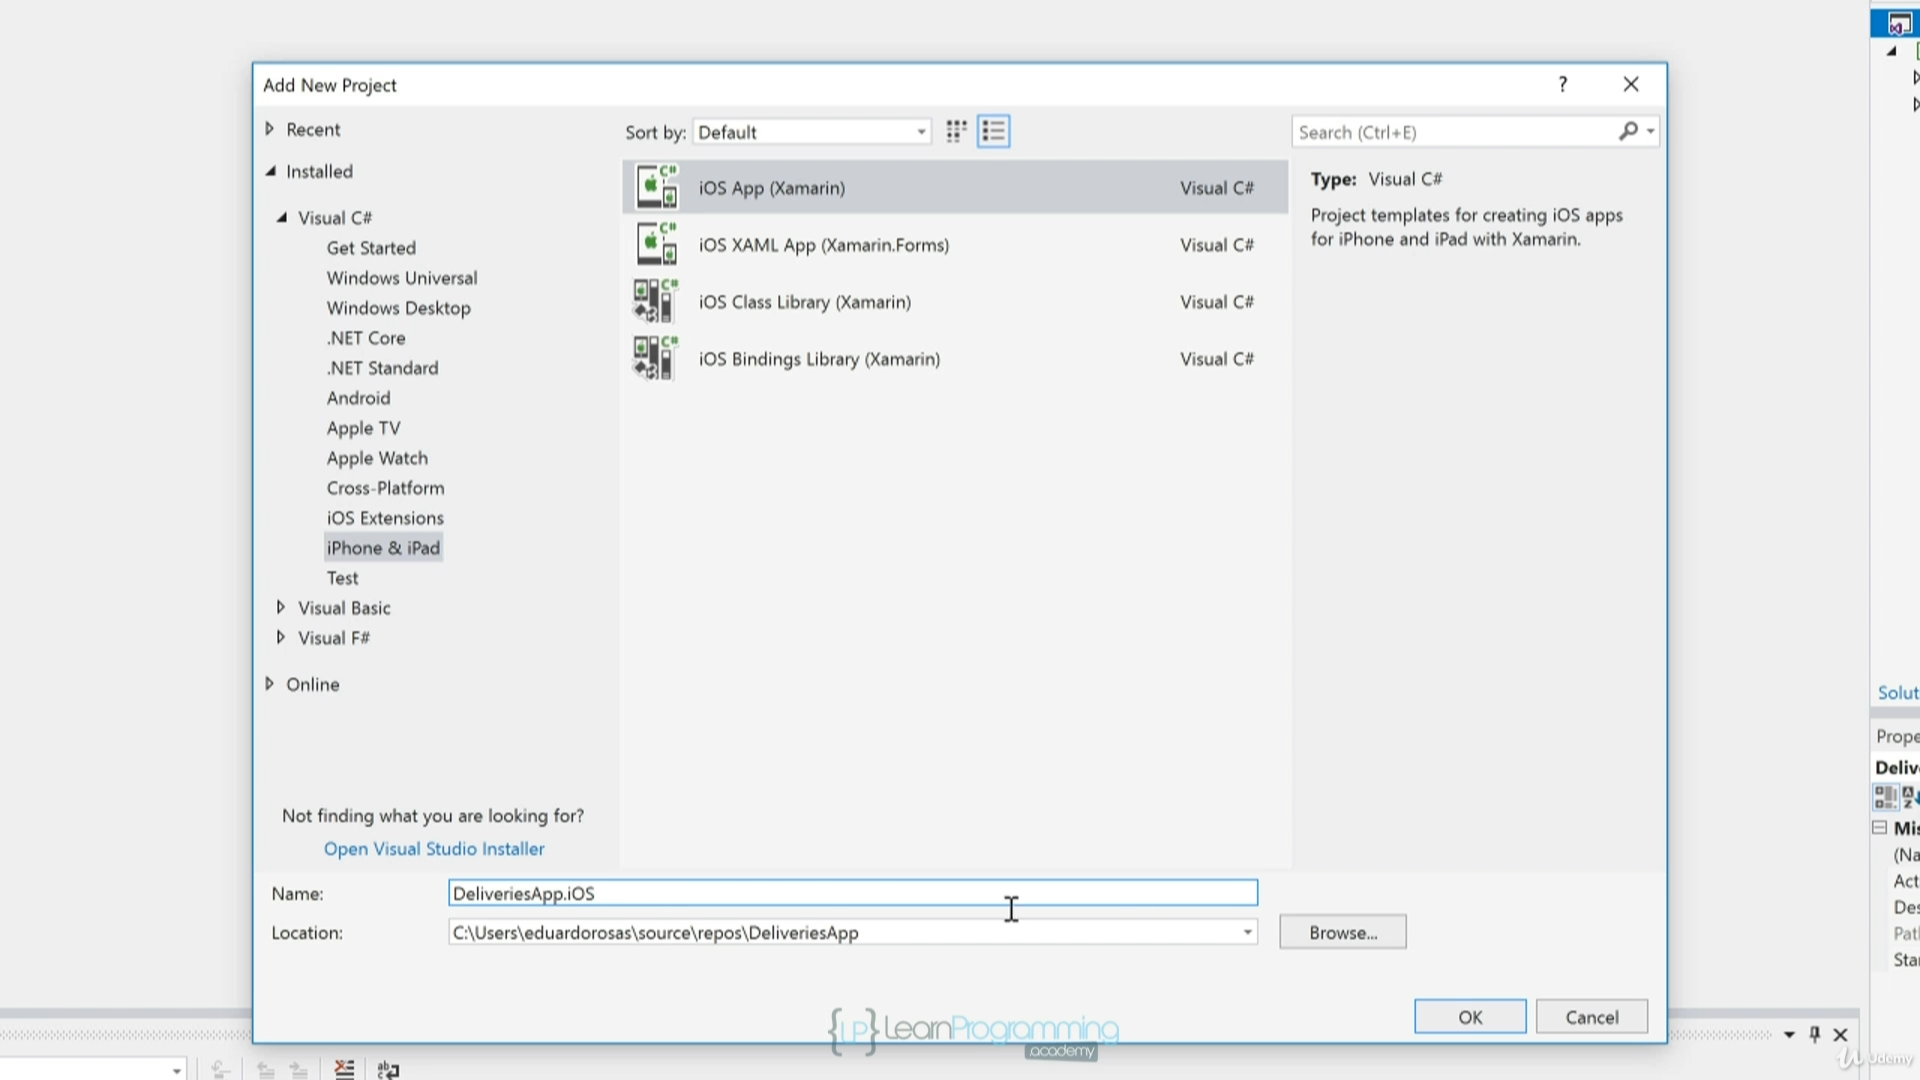 Add New Project
?
Recent
Installed
Visual C#
Get Started
Windows Universal
Windows Desktop
.NET Core
.NET Standard
Android
Apple TV
Apple Watch
Cross-Platform
iOS Extensions
iPhone & iPad
Test
Visual Basic
Visual F#
Online
Not finding what you are looking for?
Open Visual Studio Installer
Sort by: Default
Search (Ctrl+E)
C# iOS App (Xamarin) Visual C#
C# iOS XAML App (Xamarin.Forms) Visual C#
C# iOS Class Library (Xamarin) Visual C#
C# iOS Bindings Library (Xamarin) Visual C#
Type: Visual C#
Project templates for creating iOS apps
for iPhone and iPad with Xamarin.
Name: DeliveriesApp.iOS
Location: C:\Users\eduardorosas\source\repos\DeliveriesApp
Browse...
OK
Cancel
{LP} LearnProgramming
.academy
Solut
Prope
Deliv
Mis
(Na
Act
Des
Pat
Sta
Udemy